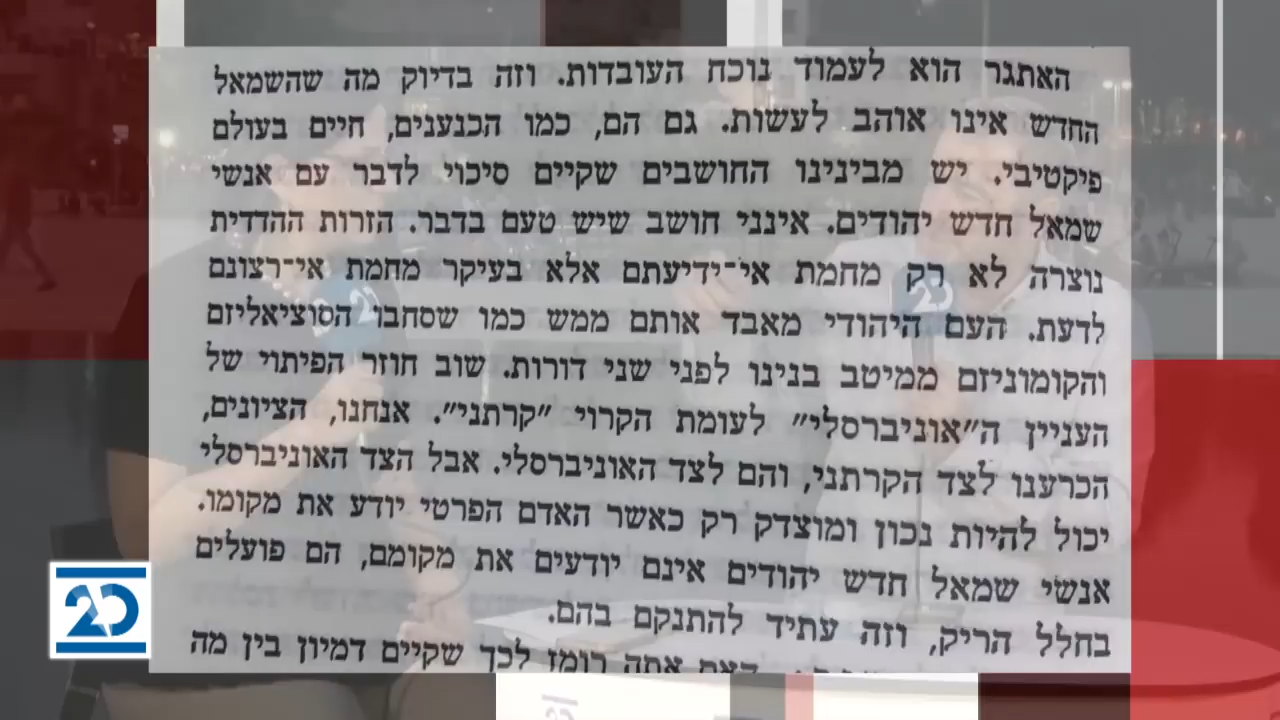 האתגר הוא לעמוד נוכח העובדות. וזה בדיוק מה שהשמאל
החדש אינו אוהב לעשות. גם הם, כמו הכנענים, חיים בעולם
פיקטיבי. יש מבינינו החושבים שקיים סיכוי לדבר עם אנשי
שמאל חדש יהודים. אינני חושב שיש טעם בדבר. הזרות ההדדית
נוצרה לא רק מחמת אי־ידיעתם אלא בעיקר מחמת אי־רצונם
לדעת. העם היהודי מאבד אותם ממש כמו שסחבו הסוציאליזם
והקומוניזם ממיטב בנינו לפני שני דורות. שוב חוזר הפיתוי של
העניין ה״אוניברסלי״ לעומת הקרוי ״קרתני״. אנחנו, הציונים,
הכרענו לצד הקרתני, והם לצד האוניברסלי. אבל הצד האוניברסלי
יכול להיות נכון ומוצדק רק כאשר האדם הפרטי יודע את מקומו.
אנשי שמאל חדש יהודים אינם יודעים את מקומם, הם פועלים
בחלל הריק, וזה עתיד להתנקם בהם.
האם אתה רומז לכך שקיים דמיון בין מה
20
20